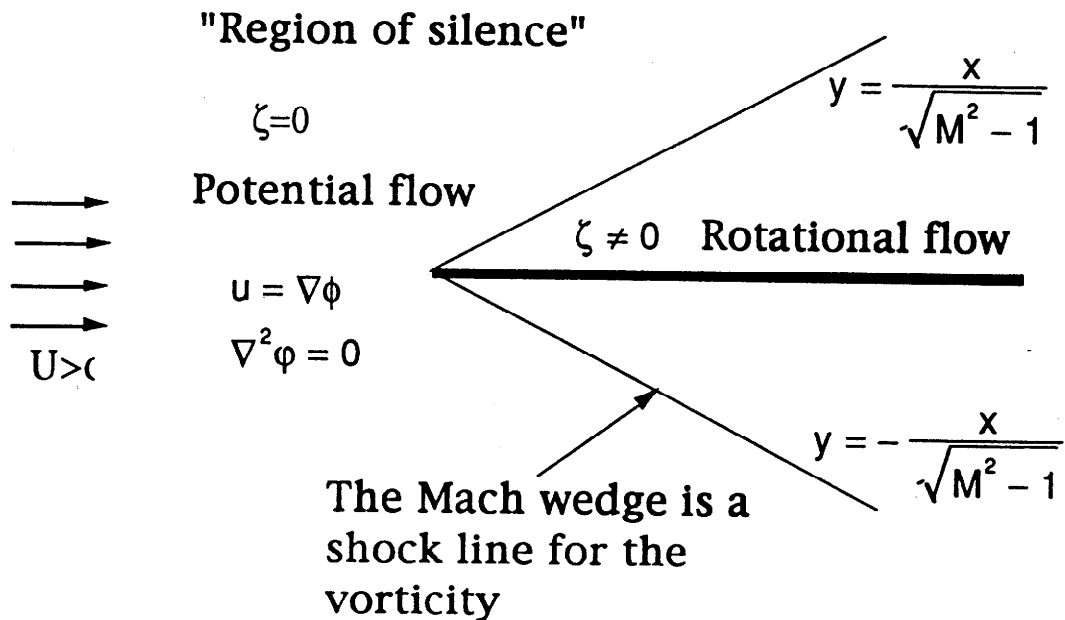 "Region of silence"
ζ=0
y = x / √M² − 1
Potential flow
ζ ≠ 0 Rotational flow
u = ∇ϕ
∇²φ = 0
U>(
y = − x / √M² − 1
The Mach wedge is a
shock line for the
vorticity